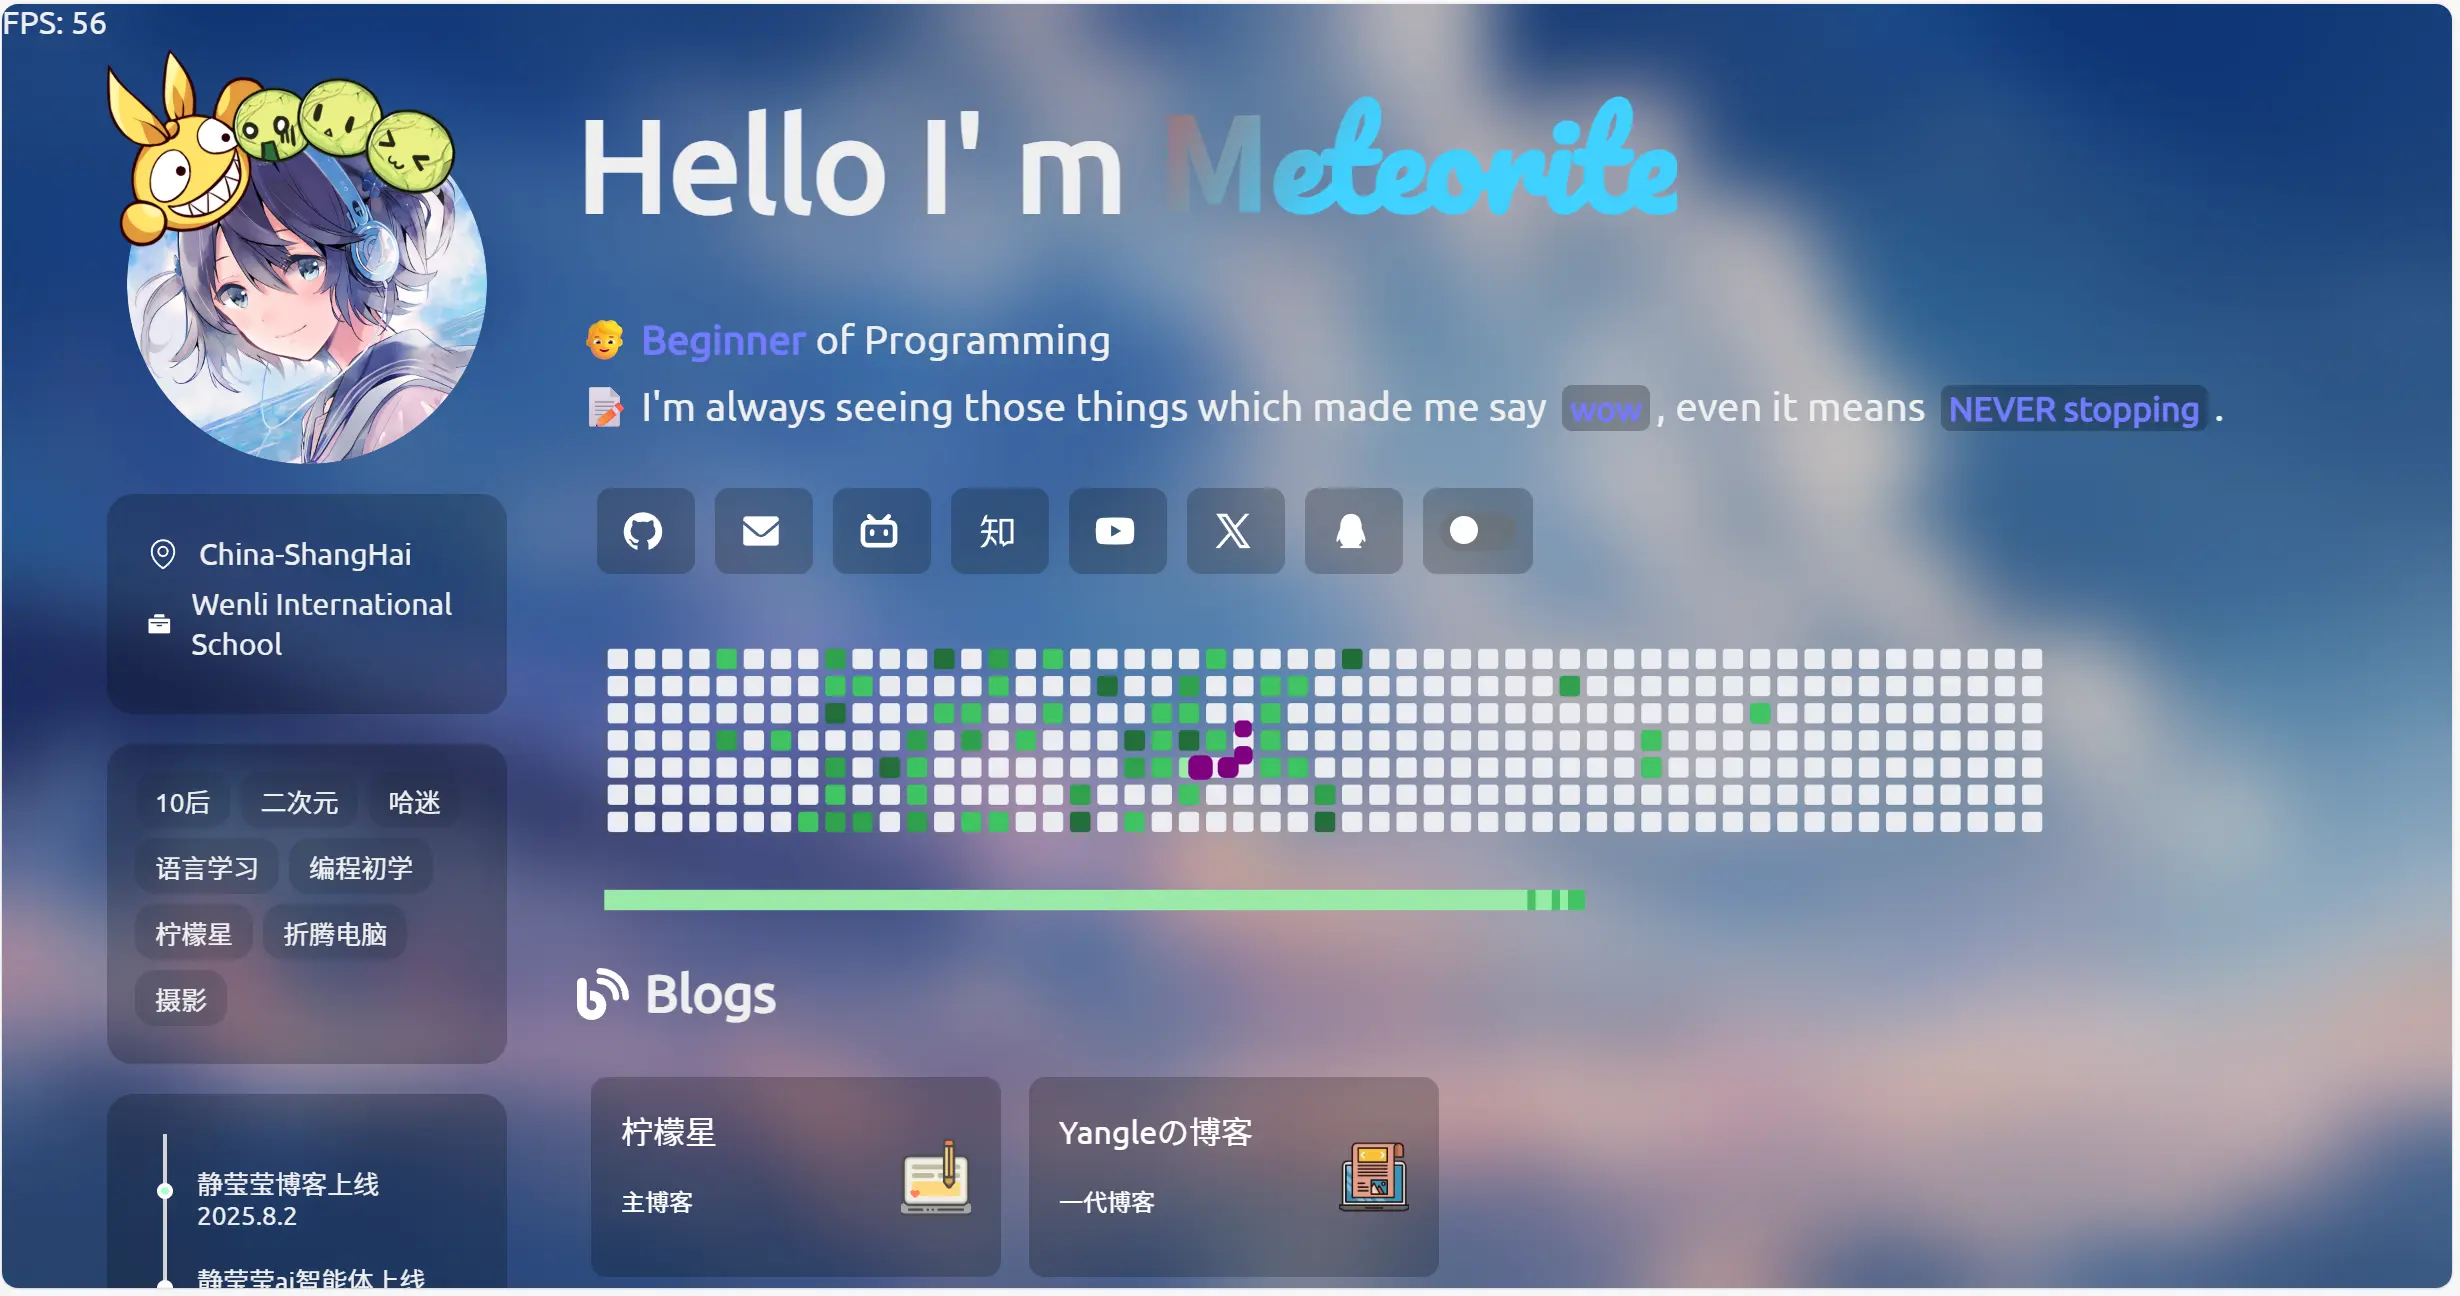 FPS: 56
Hello I' m Meteorite
Beginner of Programming
I'm always seeing those things which made me say wow , even it means NEVER stopping .
知
China-ShangHai
Wenli International
School
10后 二次元 哈迷
语言学习 编程初学
柠檬星 折腾电脑
摄影
静莹莹博客上线
2025.8.2
静莹莹ai智能体上线
Blogs
柠檬星
主博客
Yangleの博客
一代博客